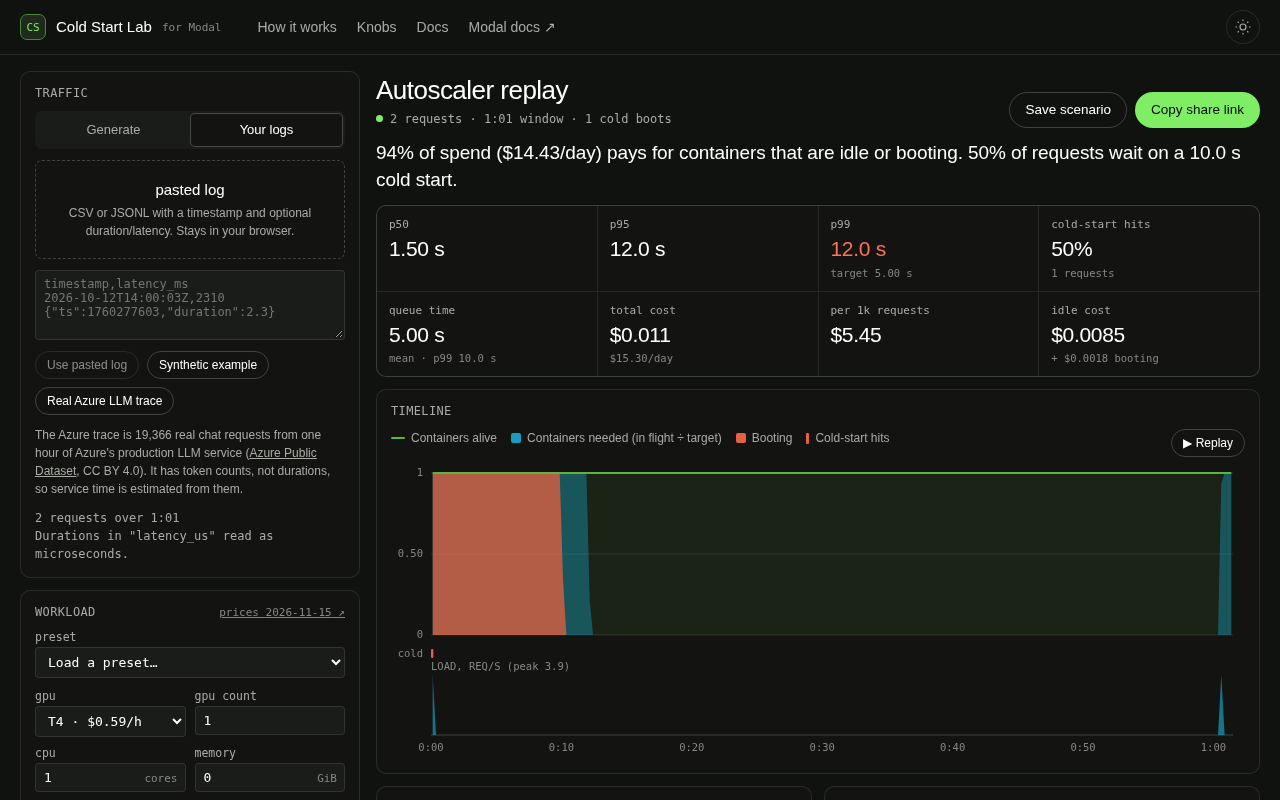 CS Cold Start Lab for Modal How it works Knobs Docs Modal docs ↗
TRAFFIC
Generate Your logs
pasted log
CSV or JSONL with a timestamp and optional
duration/latency. Stays in your browser.
timestamp,latency_ms
2026-10-12T14:00:03Z,2310
{"ts":1760277603,"duration":2.3}
Use pasted log Synthetic example
Real Azure LLM trace
The Azure trace is 19,366 real chat requests from one
hour of Azure's production LLM service (Azure Public
Dataset, CC BY 4.0). It has token counts, not durations,
so service time is estimated from them.
2 requests over 1:01
Durations in "latency_us" read as
microseconds.
WORKLOAD prices 2026-11-15 ↗
preset
Load a preset…
gpu gpu count
T4 · $0.59/h 1
cpu memory
1 cores 0 GiB
Autoscaler replay
2 requests · 1:01 window · 1 cold boots
Save scenario Copy share link
94% of spend ($14.43/day) pays for containers that are idle or booting. 50% of requests wait on a 10.0 s
cold start.
p50 p95 p99 cold-start hits
1.50 s 12.0 s 12.0 s 50%
target 5.00 s 1 requests
queue time total cost per 1k requests idle cost
5.00 s $0.011 $5.45 $0.0085
mean · p99 10.0 s $15.30/day + $0.0018 booting
TIMELINE
Containers alive Containers needed (in flight ÷ target) Booting Cold-start hits ▶ Replay
1
0.50
0
cold
LOAD, REQ/S (peak 3.9)
0:00 0:10 0:20 0:30 0:40 0:50 1:00